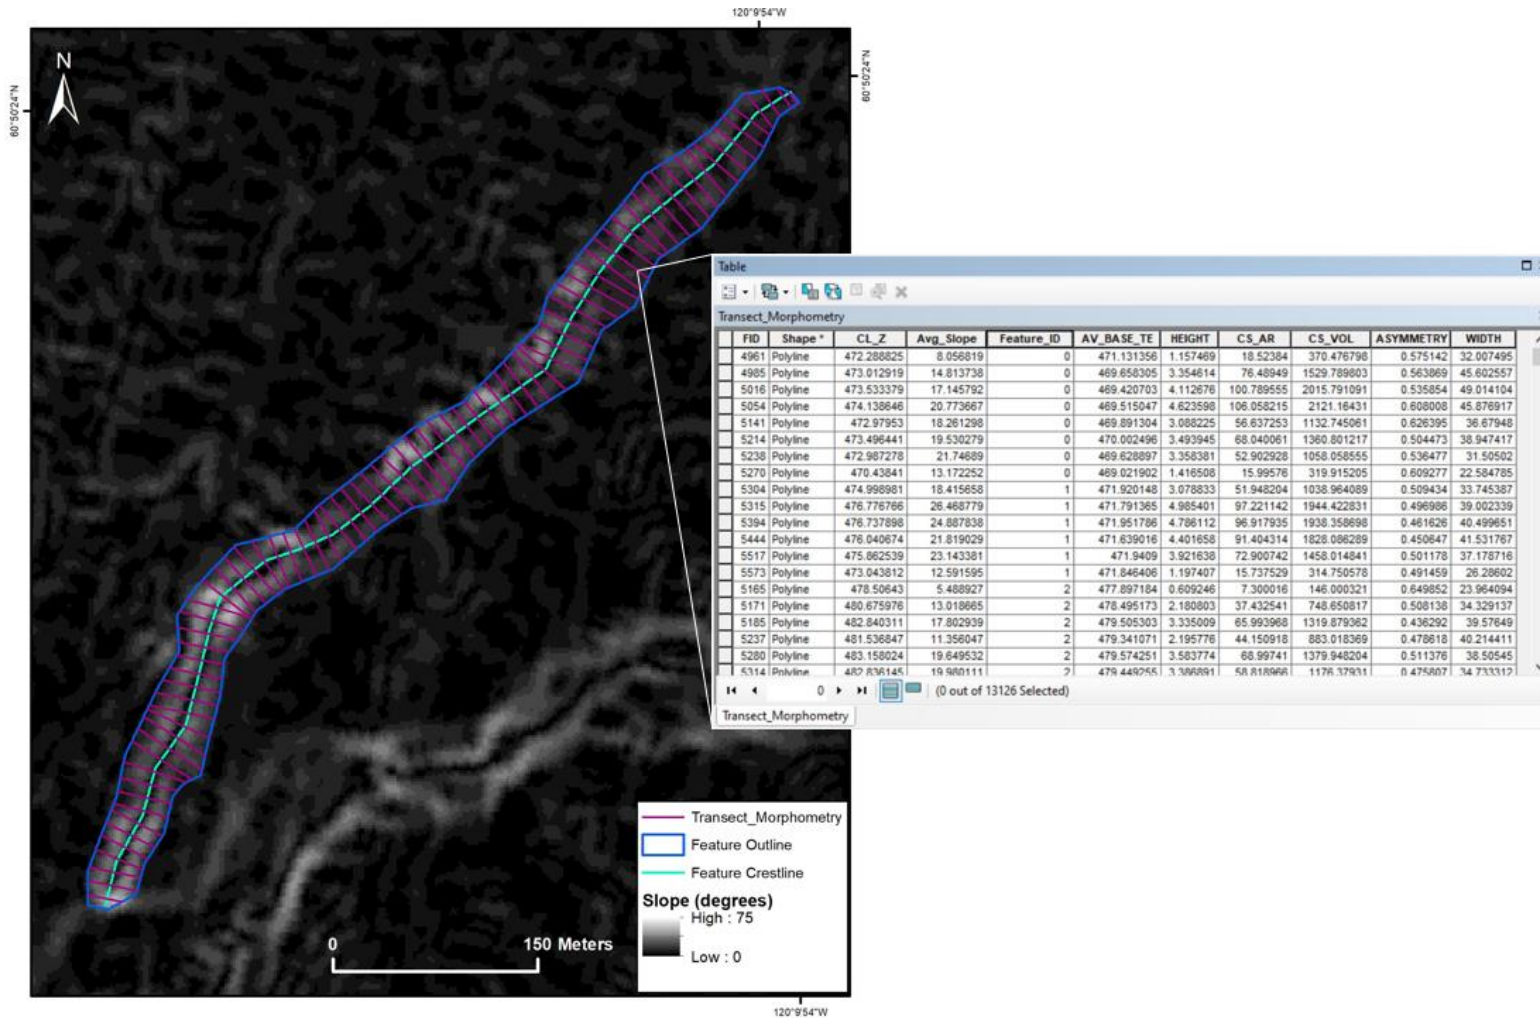 120°9'54"W
60°50'24"N
60°50'24"N
N
Table
Transect_Morphometry
FID Shape * CL_Z Avg_Slope Feature_ID AV_BASE_TE HEIGHT CS_AR CS_VOL ASYMMETRY WIDTH
4961 Polyline 472.288825 8.056819 0 471.131356 1.157469 18.52384 370.476798 0.575142 32.007495
4985 Polyline 473.012919 14.813738 0 469.658305 3.354614 76.48949 1529.789803 0.563869 45.602557
5016 Polyline 473.533379 17.145792 0 469.420703 4.112676 100.789555 2015.791091 0.535854 49.014104
5054 Polyline 474.138646 20.773667 0 469.515047 4.623598 106.058215 2121.16431 0.608008 45.876917
5141 Polyline 472.97953 18.261298 0 469.891304 3.088225 56.637253 1132.745061 0.626395 36.67948
5214 Polyline 473.496441 19.530279 0 470.002496 3.493945 68.040061 1360.801217 0.504473 38.947417
5238 Polyline 472.987278 21.74689 0 469.628897 3.358381 52.902928 1058.058555 0.536477 31.50502
5270 Polyline 470.43841 13.172252 0 469.021902 1.416508 15.99576 319.915205 0.609277 22.584785
5304 Polyline 474.998981 18.415658 1 471.920148 3.078833 51.948204 1038.964089 0.509434 33.745387
5315 Polyline 476.776766 26.468779 1 471.791365 4.985401 97.221142 1944.422831 0.496986 39.002339
5394 Polyline 476.737898 24.887838 1 471.951786 4.786112 96.917935 1938.358698 0.461626 40.499651
5444 Polyline 476.040674 21.819029 1 471.639016 4.401658 91.404314 1828.086289 0.450647 41.531767
5517 Polyline 475.862539 23.143381 1 471.9409 3.921638 72.900742 1458.014841 0.501178 37.178716
5573 Polyline 473.043812 12.591595 1 471.846406 1.197407 15.737529 314.750578 0.491459 26.28602
5165 Polyline 478.50643 5.488927 2 477.897184 0.609246 7.300016 146.000321 0.649852 23.964094
5171 Polyline 480.675976 13.018665 2 478.495173 2.180803 37.432541 748.650817 0.508138 34.329137
5185 Polyline 482.840311 17.802939 2 479.505303 3.335009 65.993968 1319.879362 0.436292 39.57649
5237 Polyline 481.536847 11.356047 2 479.341071 2.195776 44.150918 883.018369 0.478618 40.214411
5280 Polyline 483.158024 19.649532 2 479.574251 3.583774 68.99741 1379.948204 0.511376 38.50545
5314 Polyline 482.836145 19.980111 2 479.449255 3.386891 58.818966 1176.37931 0.475807 34.733312
0 (0 out of 13126 Selected)
Transect_Morphometry
Transect_Morphometry
Feature Outline
Feature Crestline
Slope (degrees)
High : 75
Low : 0
0 150 Meters
120°9'54"W